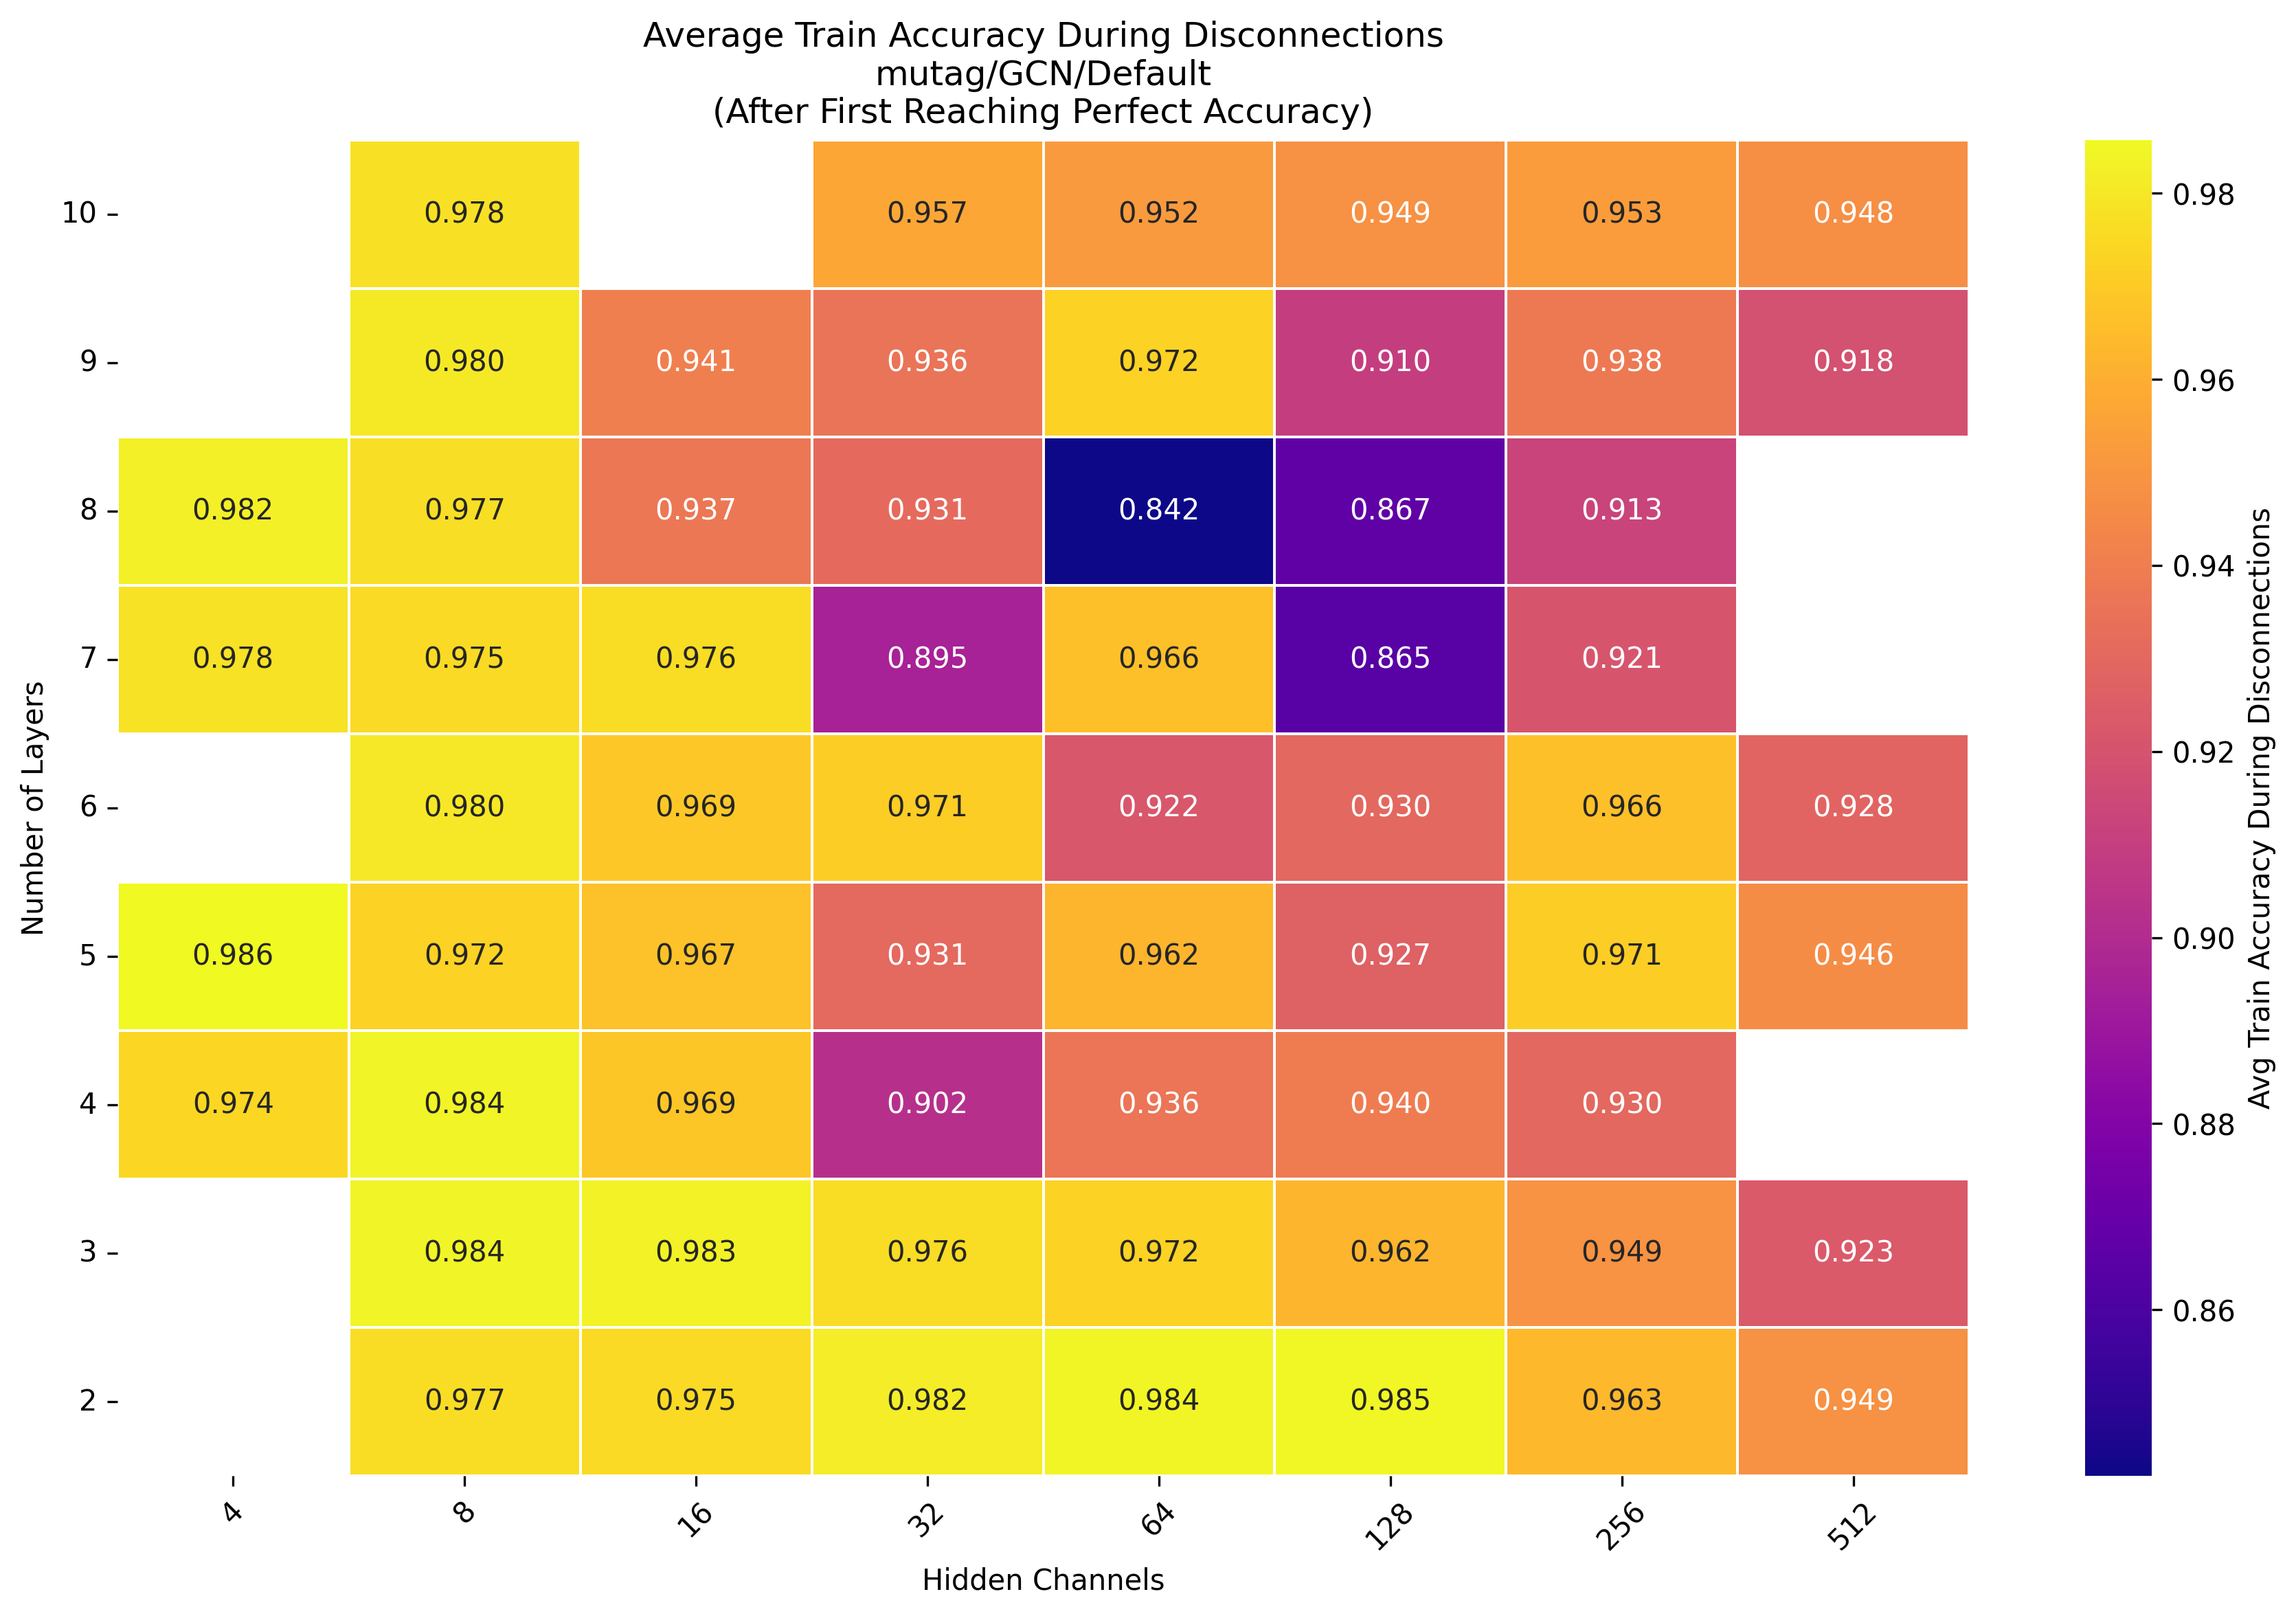 Average Train Accuracy During Disconnections
mutag/GCN/Default
(After First Reaching Perfect Accuracy)
10
0.978 0.957 0.952 0.949 0.953 0.948
9
0.980 0.941 0.936 0.972 0.910 0.938 0.918
8
0.982 0.977 0.937 0.931 0.842 0.867 0.913
7
0.978 0.975 0.976 0.895 0.966 0.865 0.921
6
0.980 0.969 0.971 0.922 0.930 0.966 0.928
5
0.986 0.972 0.967 0.931 0.962 0.927 0.971 0.946
4
0.974 0.984 0.969 0.902 0.936 0.940 0.930
3
0.984 0.983 0.976 0.972 0.962 0.949 0.923
2
0.977 0.975 0.982 0.984 0.985 0.963 0.949
Number of Layers
4 8 16 32 64 128 256 512
Hidden Channels
0.98
0.96
0.94
0.92
0.90
0.88
0.86
Avg Train Accuracy During Disconnections